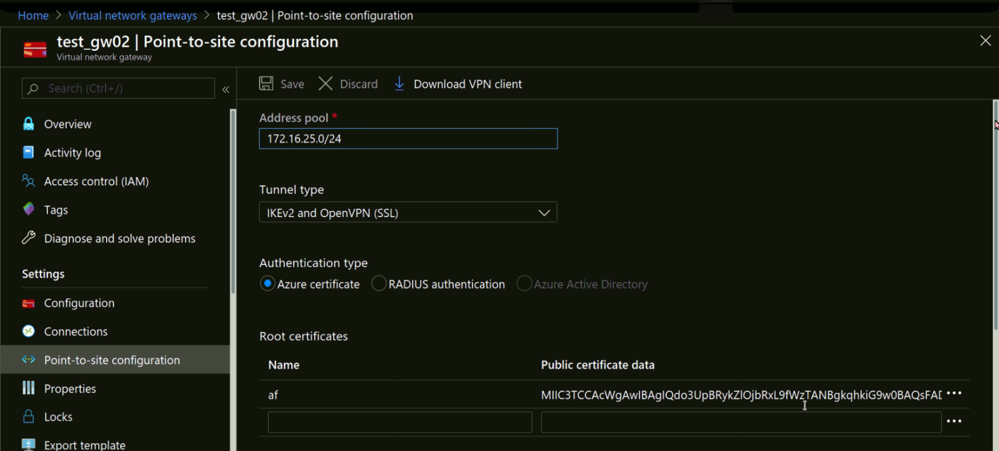 Home > Virtual network gateways > test_gw02 | Point-to-site configuration
test_gw02 | Point-to-site configuration
Virtual network gateway
Search (Ctrl+/)
«
Overview
Activity log
Access control (IAM)
Tags
Diagnose and solve problems
Settings
Configuration
Connections
Point-to-site configuration
Properties
Locks
Export template
Save Discard Download VPN client
Address pool *
172.16.25.0/24
Tunnel type
IKEv2 and OpenVPN (SSL)
Authentication type
Azure certificate RADIUS authentication Azure Active Directory
Root certificates
Name Public certificate data
af MIIC3TCCAcWgAwIBAgIQdo3UpBRykZlOjbRxL9fWzTANBgkqhkiG9w0BAQsFAD •••
•••